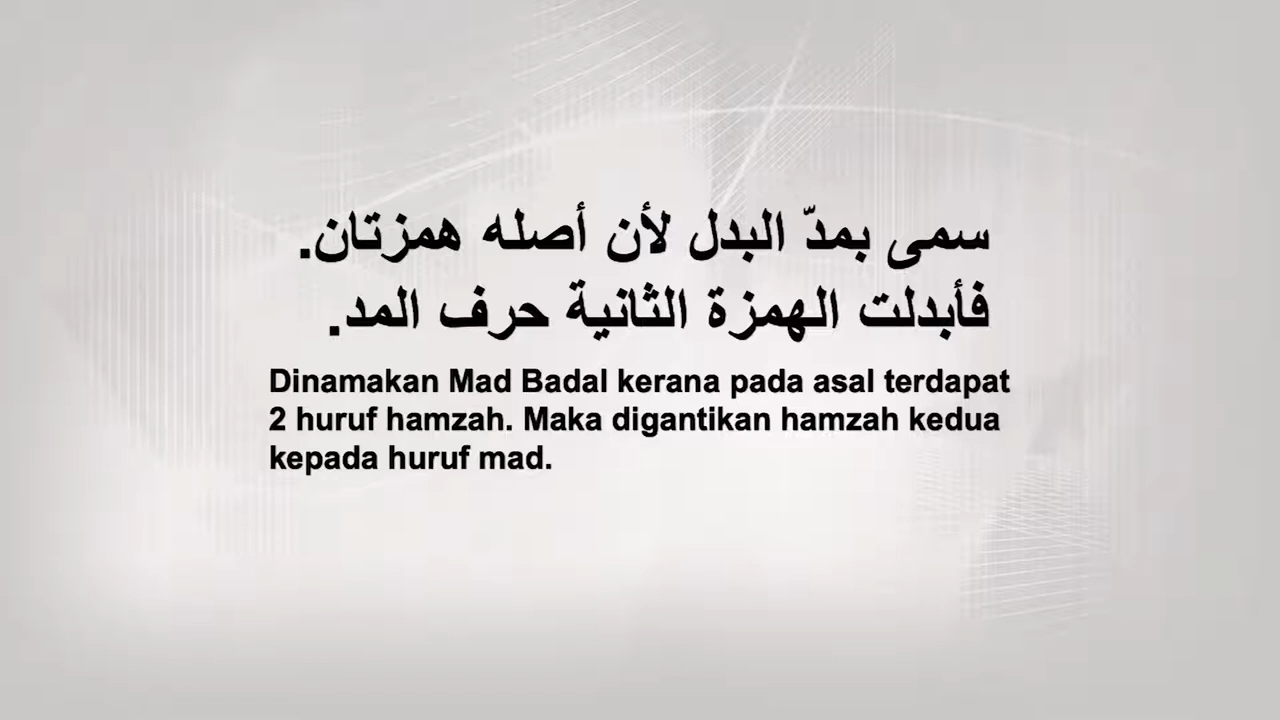 سمى بمدّ البدل لأن أصله همزتان.
فأبدلت الهمزة الثانية حرف المد.
Dinamakan Mad Badal kerana pada asal terdapat
2 huruf hamzah. Maka digantikan hamzah kedua
kepada huruf mad.